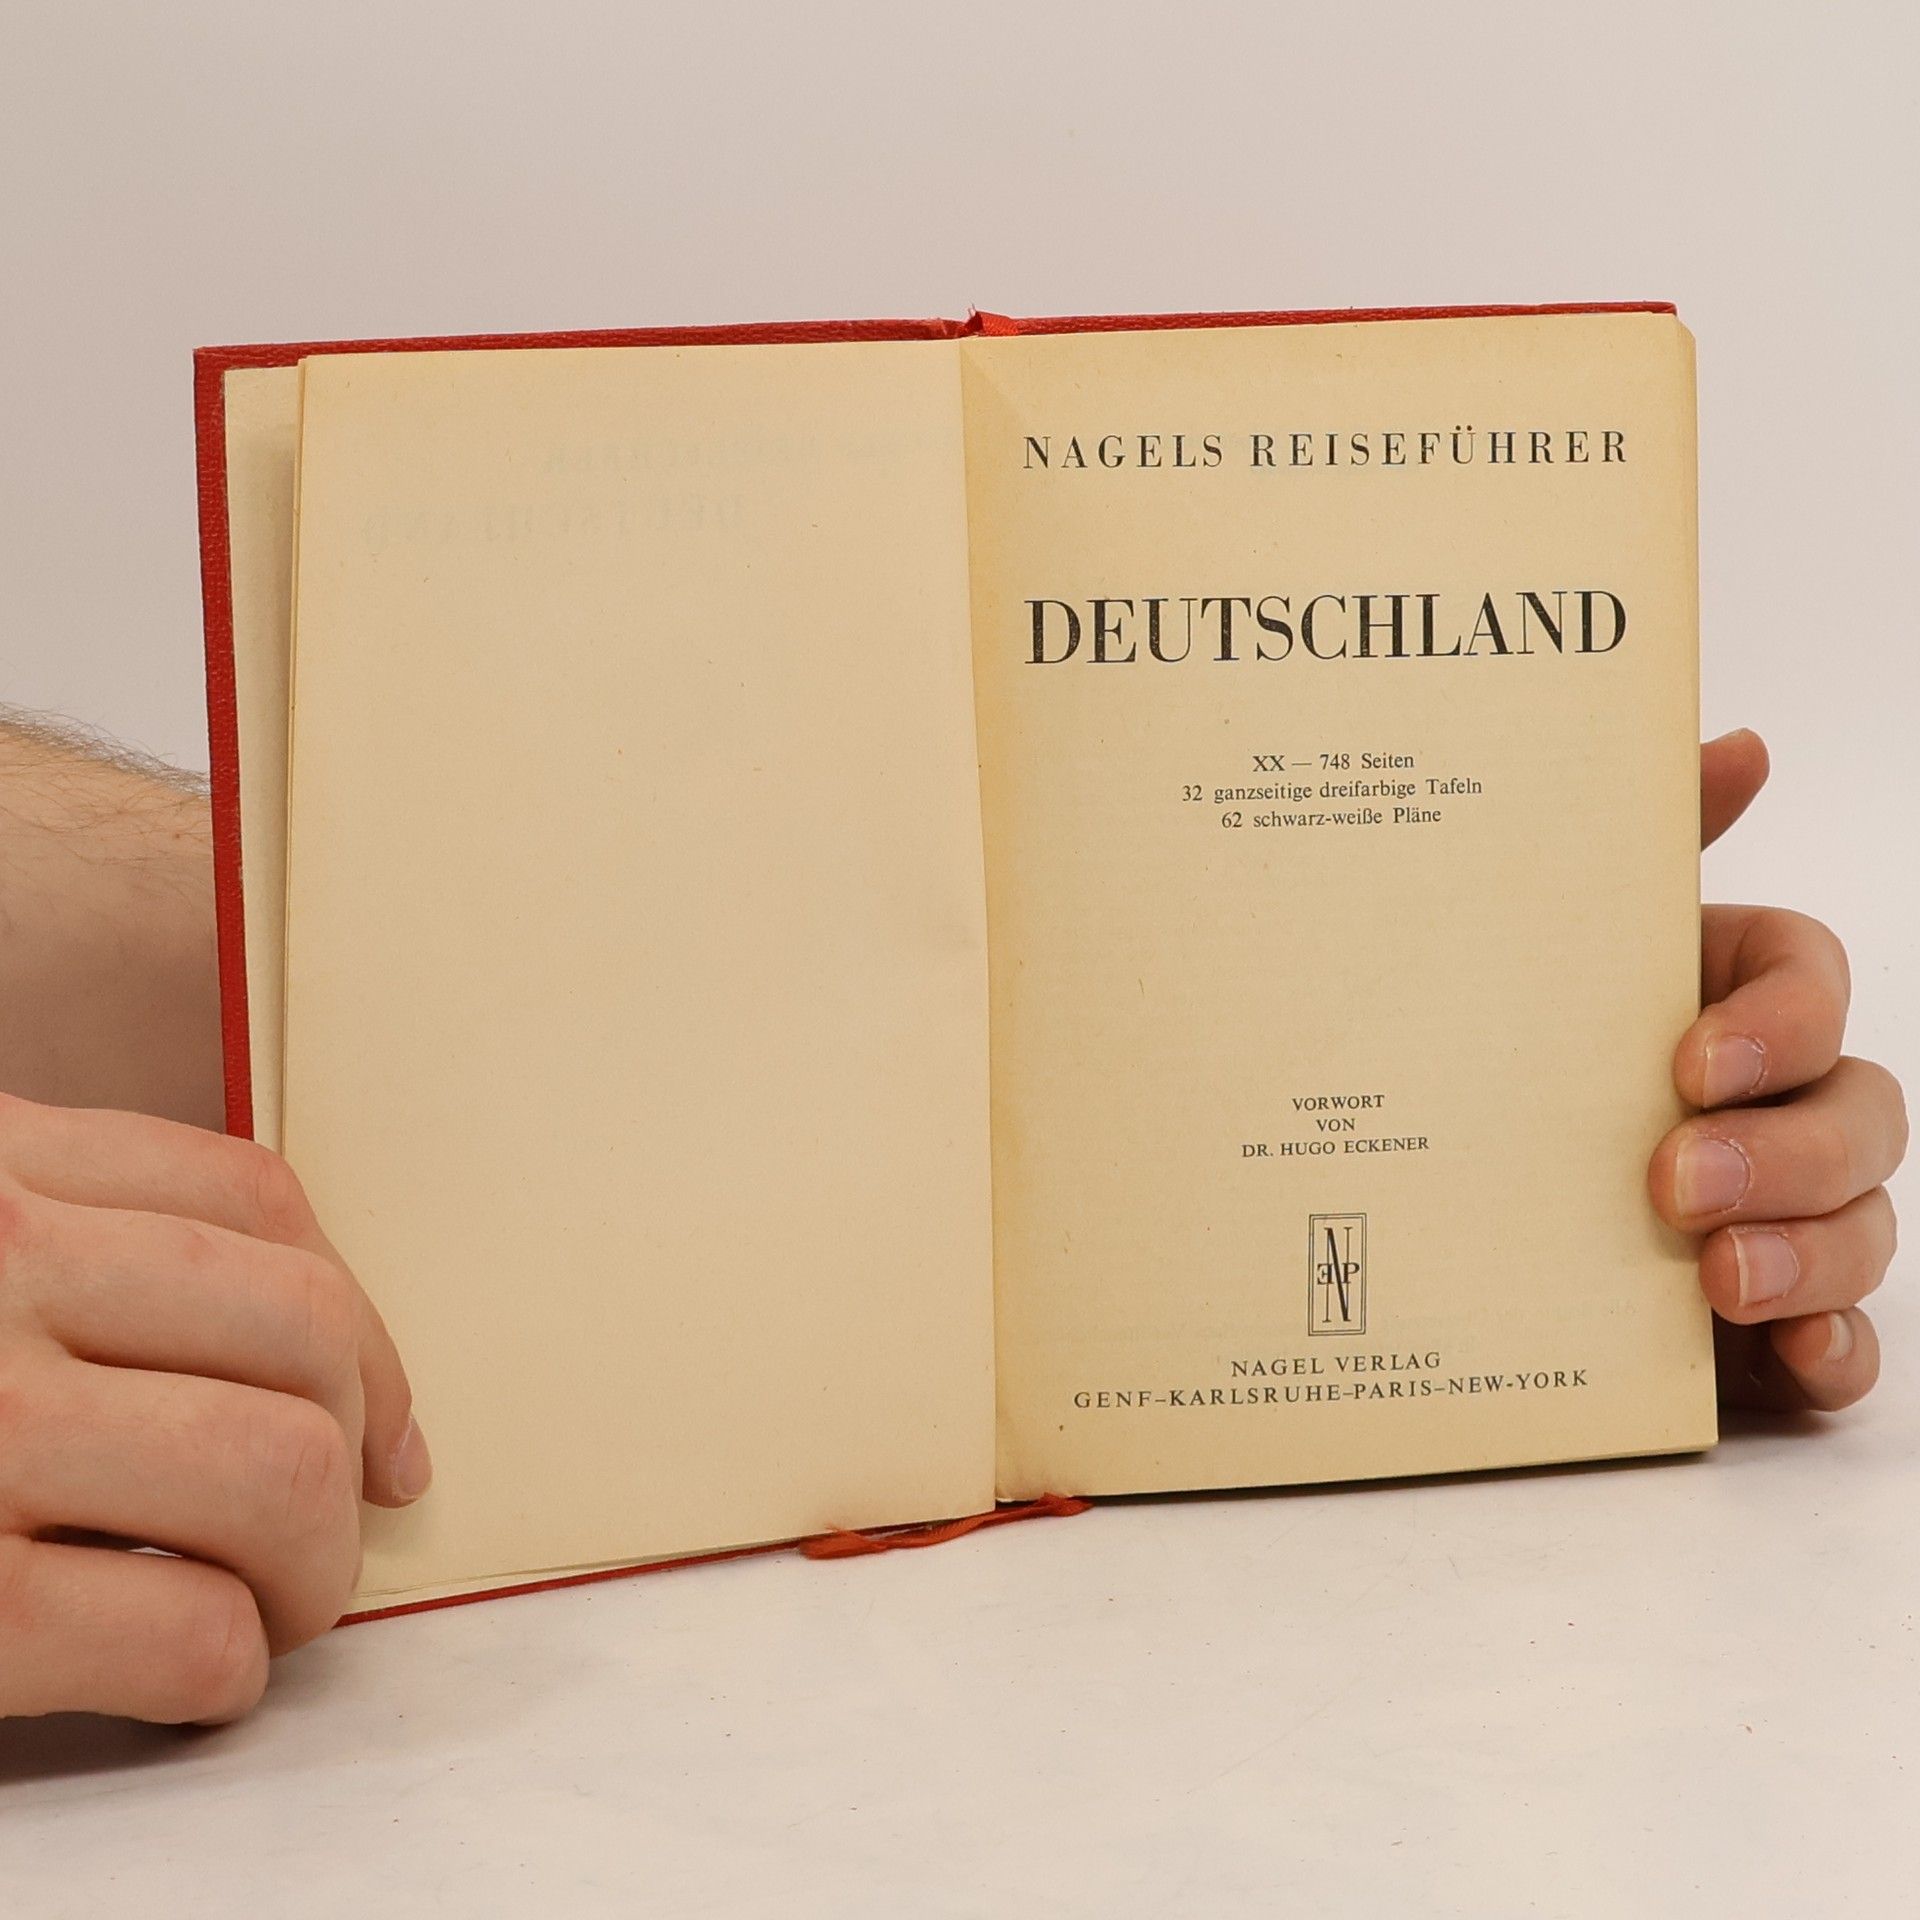 NAGELS REISEFÜHRER
DEUTSCHLAND
XX — 748 Seiten
32 ganzseitige dreifarbige Tafeln
62 schwarz-weiße Pläne
VORWORT
VON
DR. HUGO ECKENER
N
EP
NAGEL VERLAG
GENF–KARLSRUHE–PARIS–NEW-YORK